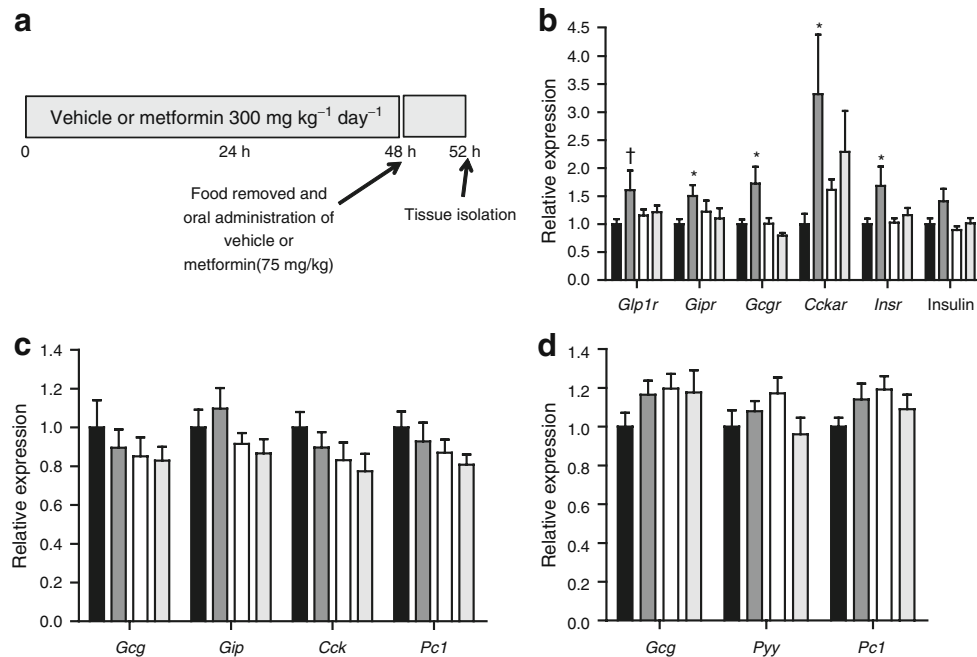 a
Vehicle or metformin 300 mg kg⁻¹ day⁻¹
0
24 h
48 h
52 h
Food removed and
oral administration of
vehicle or
metformin(75 mg/kg)
Tissue isolation
b
Relative expression
4.5
4.0
3.5
3.0
2.5
2.0
1.5
1.0
0.5
0.0
†
*
*
*
*
Glp1r Gipr Gcgr Cckar Insr Insulin
c
Relative expression
1.4
1.2
1.0
0.8
0.6
0.4
0.2
0.0
Gcg Gip Cck Pc1
d
Relative expression
1.4
1.2
1.0
0.8
0.6
0.4
0.2
0.0
Gcg Pyy Pc1